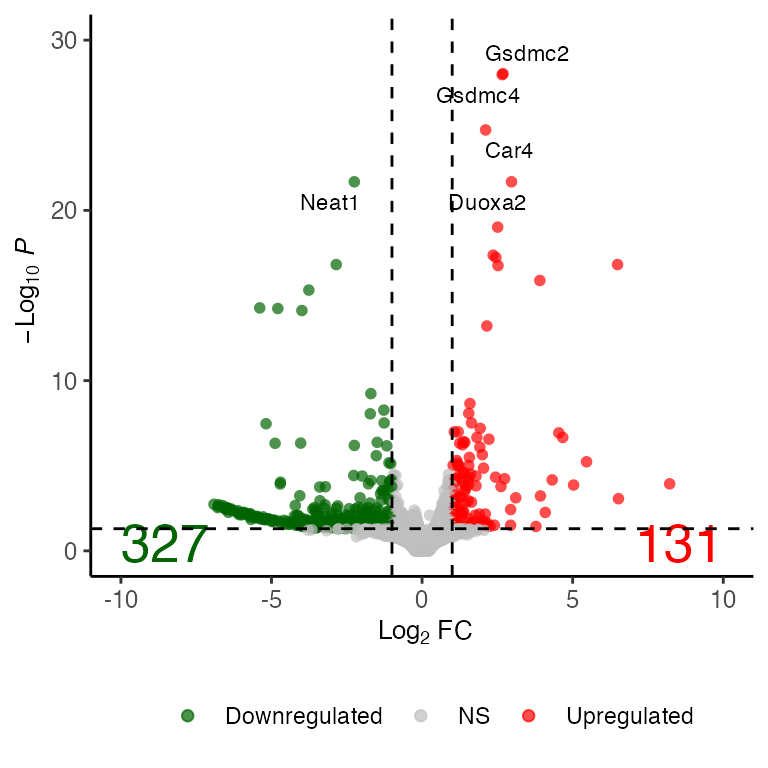 30
Gsdmc2
Gsdmc4
Car4
20
Neat1
Duoxa2
−Log10 P
10
0
327
131
-10 -5 0 5 10
Log2 FC
Downregulated NS Upregulated